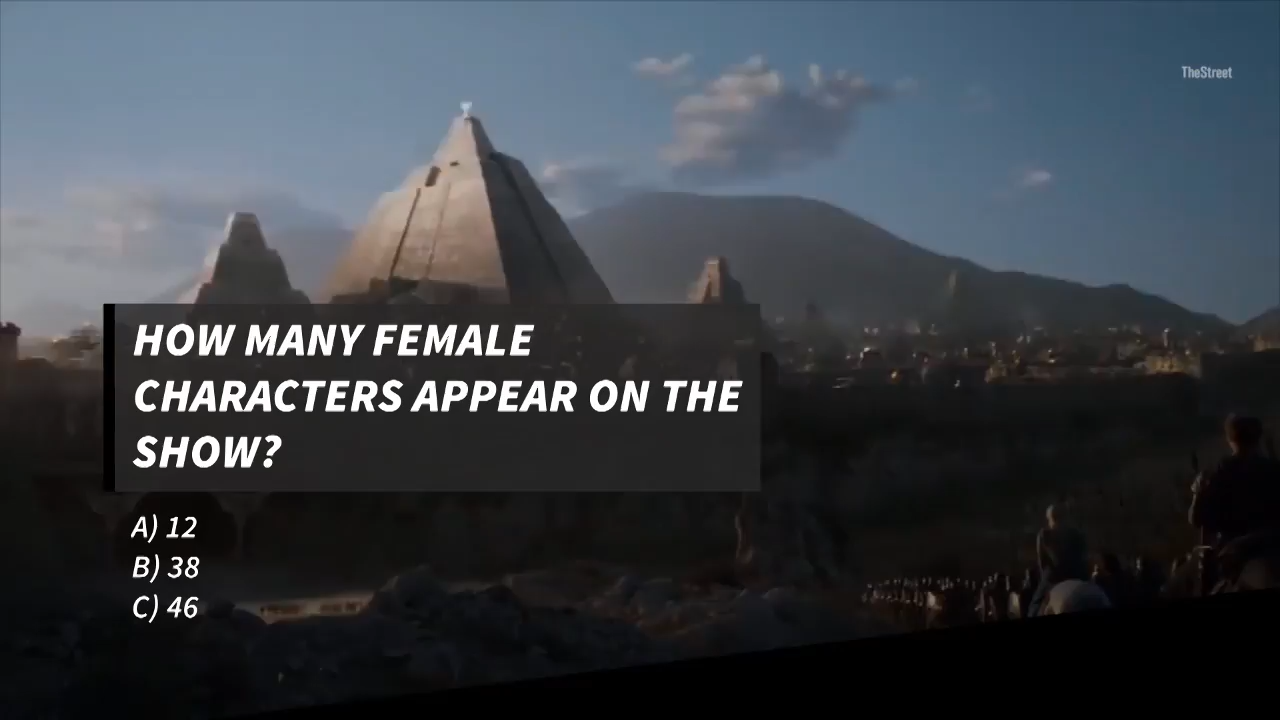 TheStreet
HOW MANY FEMALE
CHARACTERS APPEAR ON THE
SHOW?
A) 12
B) 38
C) 46